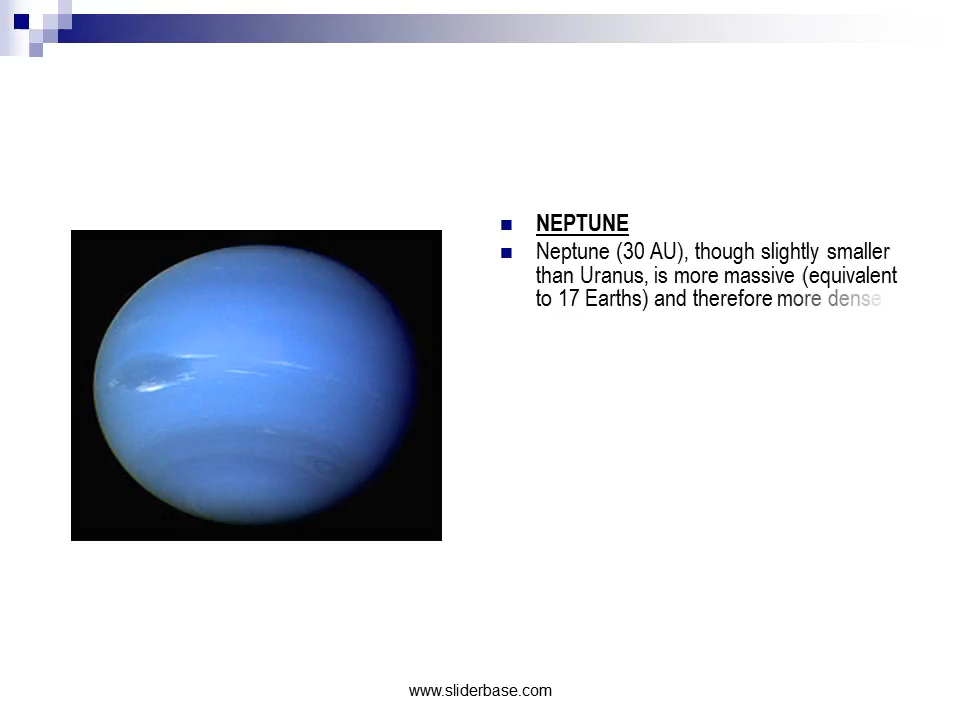 NEPTUNE
Neptune (30 AU), though slightly smaller
than Uranus, is more massive (equivalent
to 17 Earths) and therefore more dense
www.sliderbase.com